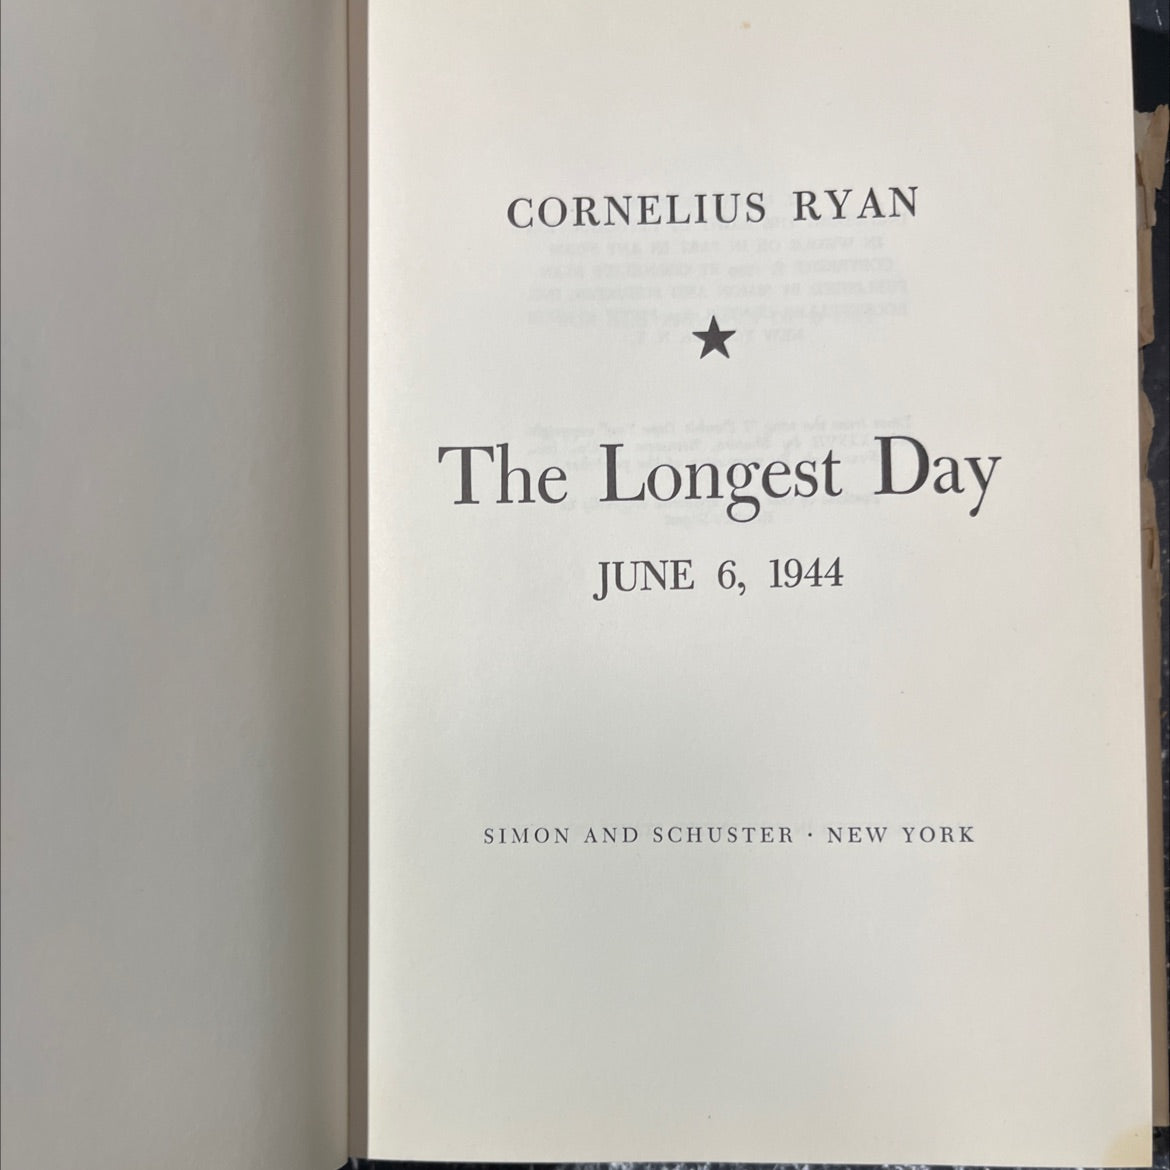 CORNELIUS RYAN
★
The Longest Day
JUNE 6, 1944
SIMON AND SCHUSTER · NEW YORK